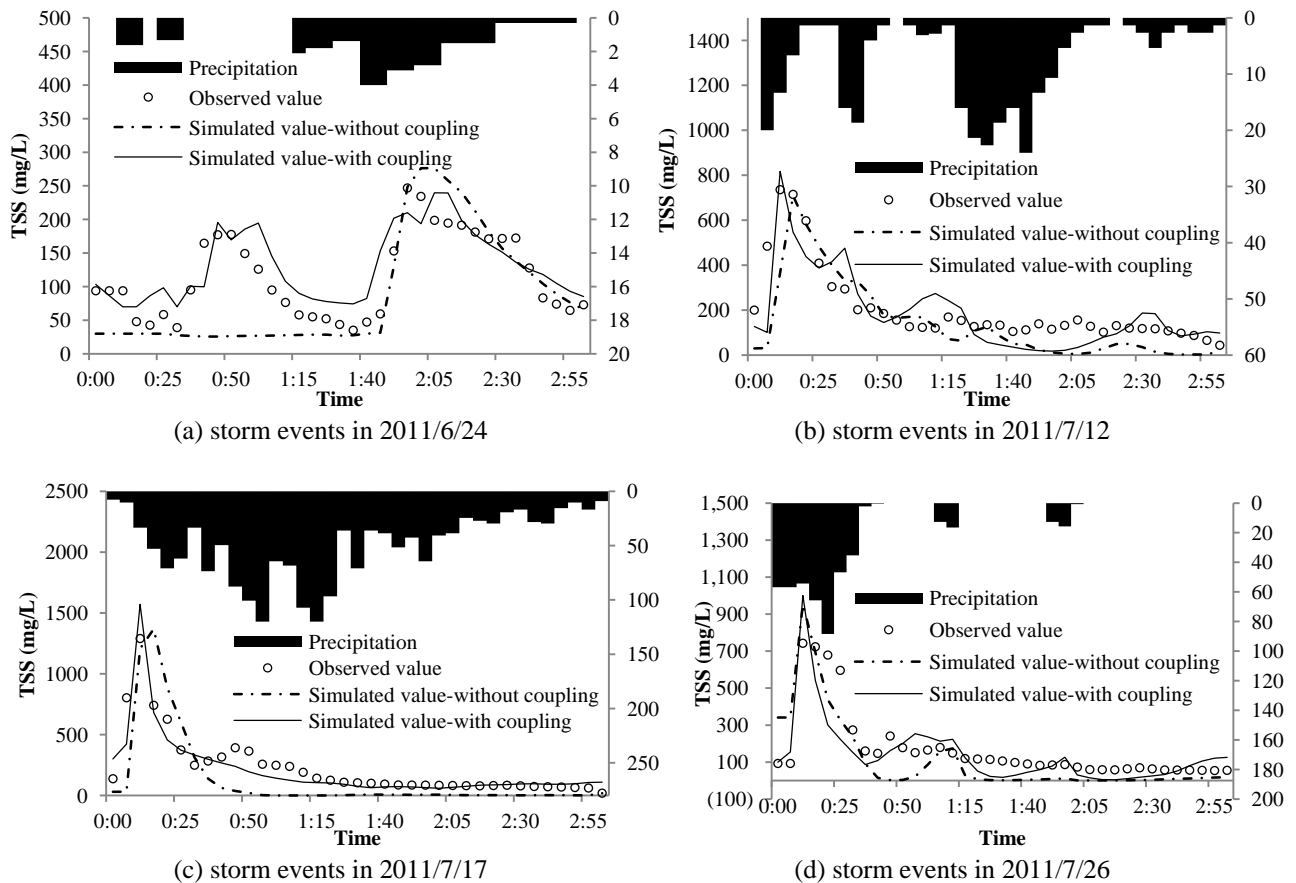 500
450
400
350
300
250
200
150
100
50
0
TSS (mg/L)
0
2
4
6
8
10
12
14
16
18
20
Precipitation
Observed value
Simulated value-without coupling
Simulated value-with coupling
0:00 0:25 0:50 1:15 1:40 2:05 2:30 2:55
Time
(a) storm events in 2011/6/24
1400
1200
1000
800
600
400
200
0
TSS (mg/L)
0
10
20
30
40
50
60
Precipitation
Observed value
Simulated value-without coupling
Simulated value-with coupling
0:00 0:25 0:50 1:15 1:40 2:05 2:30 2:55
Time
(b) storm events in 2011/7/12
2500
2000
1500
1000
500
0
TSS (mg/L)
0
50
100
150
200
250
Precipitation
Observed value
Simulated value-without coupling
Simulated value-with coupling
0:00 0:25 0:50 1:15 1:40 2:05 2:30 2:55
Time
(c) storm events in 2011/7/17
1,500
1,300
1,100
900
700
500
300
100
(100)
TSS (mg/L)
0
20
40
60
80
100
120
140
160
180
200
Precipitation
Observed value
Simulated value-without coupling
Simulated value-with coupling
0:00 0:25 0:50 1:15 1:40 2:05 2:30 2:55
Time
(d) storm events in 2011/7/26